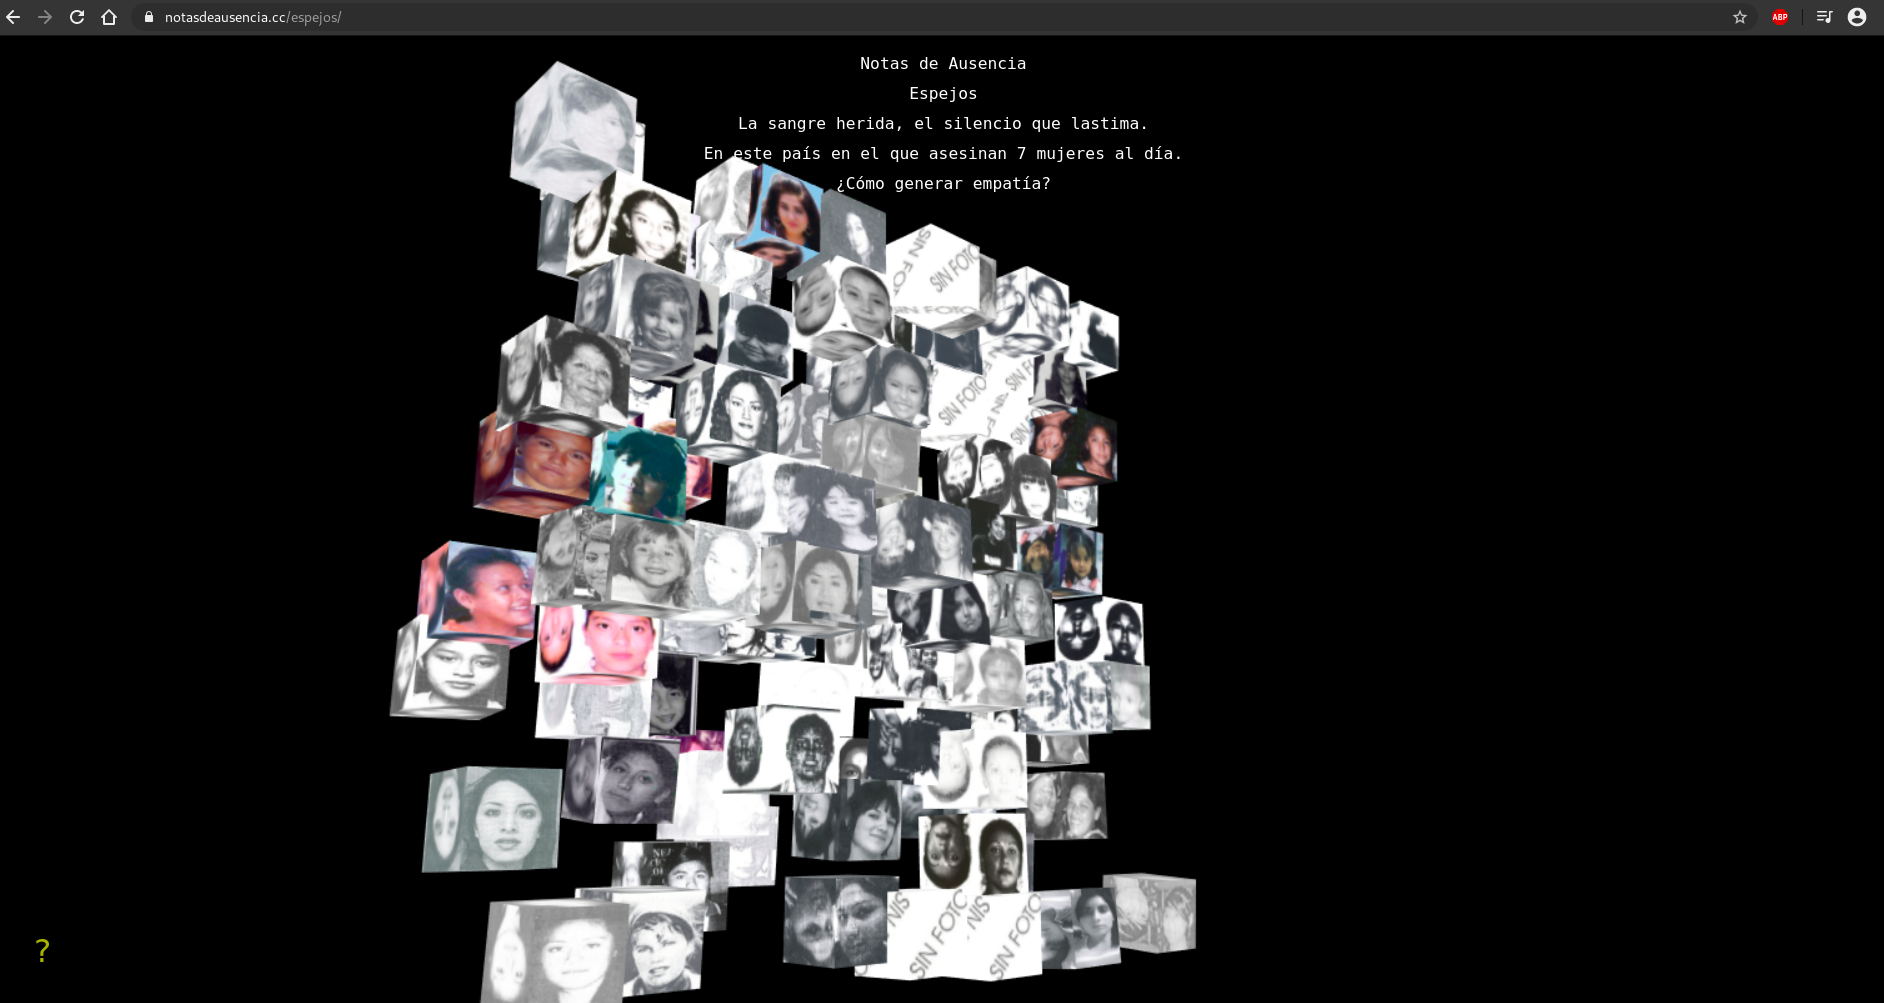 notasdeausencia.cc/espejos/
ABP
Notas de Ausencia
Espejos
La sangre herida, el silencio que lastima.
En este país en el que asesinan 7 mujeres al día.
¿Cómo generar empatía?
SIN FOTO
SIN FOTO
SIN FOTO
SIN FOTO
SIN FOTO
?